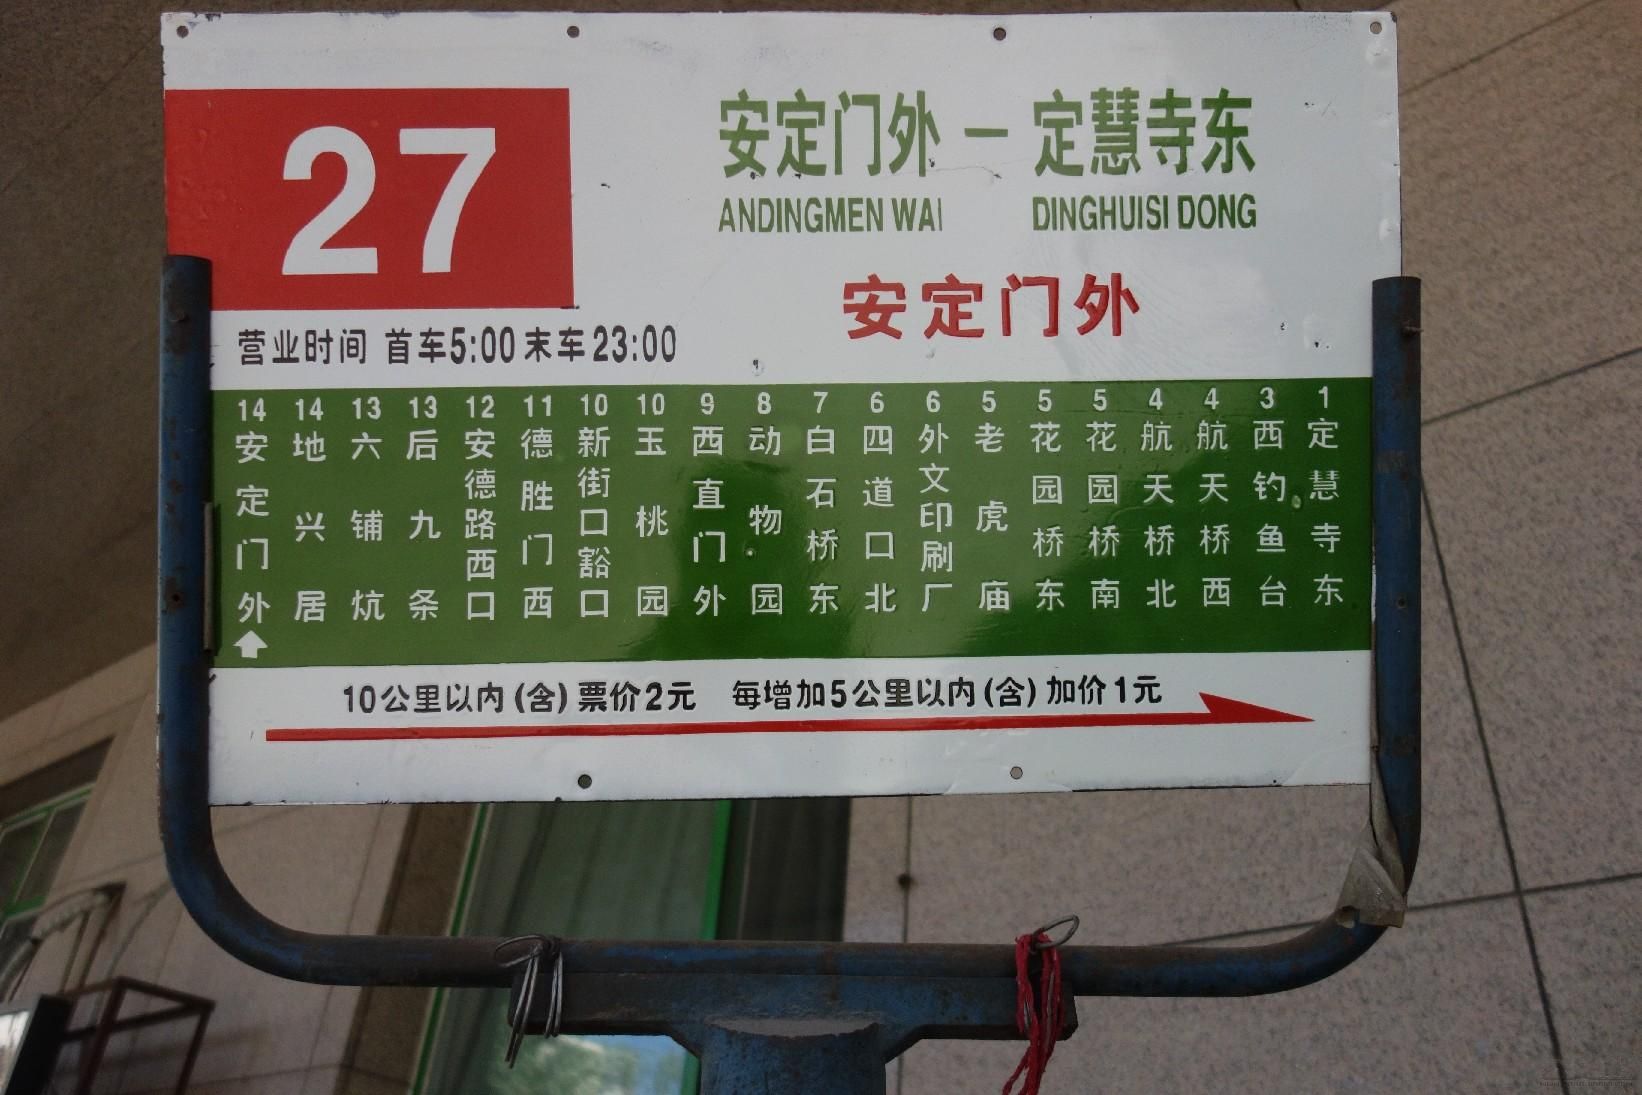 27
安定门外 — 定慧寺东
ANDINGMEN WAI DINGHUISI DONG
安定门外
营业时间 首车5:00 末车23:00
14 安定门外
14 地兴居
13 六铺炕
13 后九条
12 安德路西口
11 德胜门西
10 新街口豁口
10 玉桃园
9 西直门外
8 动物园
7 白石桥东
6 四道口北
6 外文印刷厂
5 老虎庙
5 花园桥东
5 花园桥南
4 航天桥北
4 航天桥西
3 西钓鱼台
1 定慧寺东
10公里以内(含)票价2元 每增加5公里以内(含)加价1元